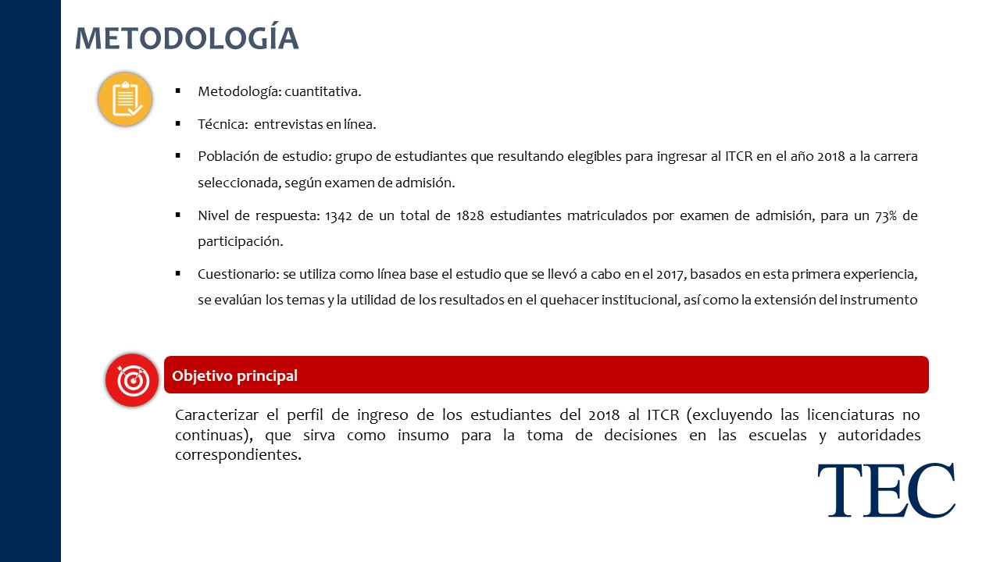 METODOLOGÍA
▪ Metodología: cuantitativa.
▪ Técnica: entrevistas en línea.
▪ Población de estudio: grupo de estudiantes que resultando elegibles para ingresar al ITCR en el año 2018 a la carrera
seleccionada, según examen de admisión.
▪ Nivel de respuesta: 1342 de un total de 1828 estudiantes matriculados por examen de admisión, para un 73% de
participación.
▪ Cuestionario: se utiliza como línea base el estudio que se llevó a cabo en el 2017, basados en esta primera experiencia,
se evalúan los temas y la utilidad de los resultados en el quehacer institucional, así como la extensión del instrumento
Objetivo principal
Caracterizar el perfil de ingreso de los estudiantes del 2018 al ITCR (excluyendo las licenciaturas no
continuas), que sirva como insumo para la toma de decisiones en las escuelas y autoridades
correspondientes.
TEC